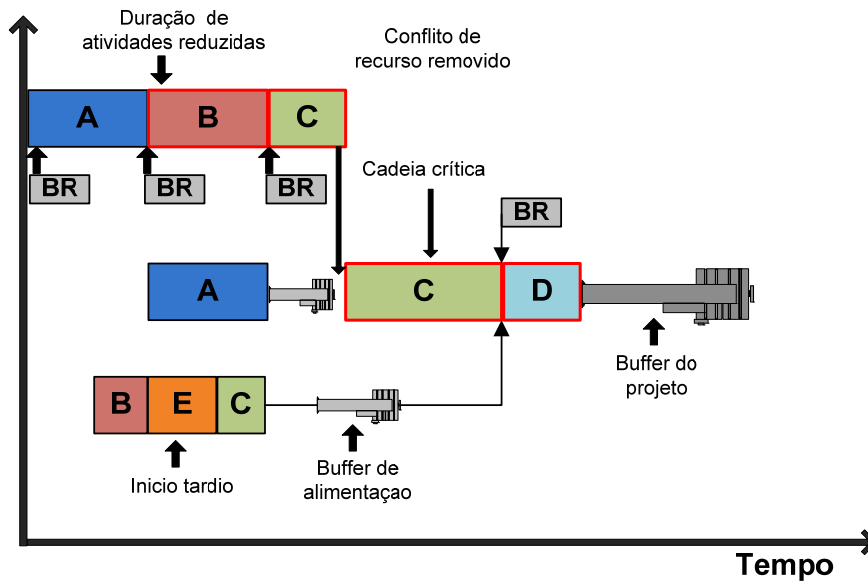 Duração de
atividades reduzidas
Conflito de
recurso removido
A
B
C
BR
BR
BR
Cadeia crítica
BR
A
C
D
Buffer do
projeto
B
E
C
Inicio tardio
Buffer de
alimentaçao
Tempo